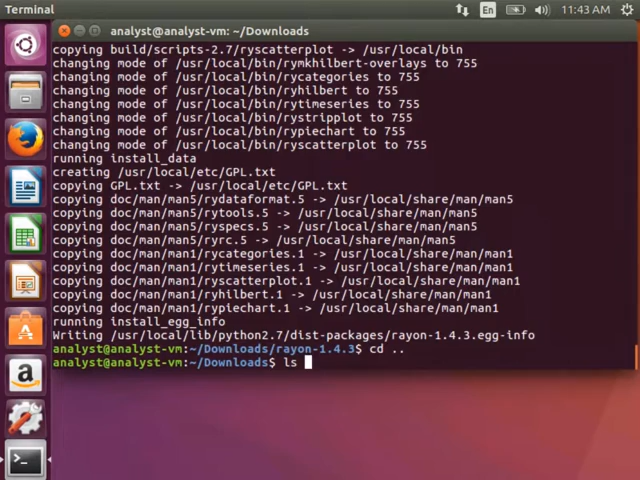 Terminal
En
11:43 AM
analyst@analyst-vm: ~/Downloads
copying build/scripts-2.7/ryscatterplot -> /usr/local/bin
changing mode of /usr/local/bin/rymkhilbert-overlays to 755
changing mode of /usr/local/bin/rycategories to 755
changing mode of /usr/local/bin/ryhilbert to 755
changing mode of /usr/local/bin/rytimeseries to 755
changing mode of /usr/local/bin/rystripplot to 755
changing mode of /usr/local/bin/rypiechart to 755
changing mode of /usr/local/bin/ryscatterplot to 755
running install_data
creating /usr/local/etc/GPL.txt
copying GPL.txt -> /usr/local/etc/GPL.txt
copying doc/man/man5/rydataformat.5 -> /usr/local/share/man/man5
copying doc/man/man5/rytools.5 -> /usr/local/share/man/man5
copying doc/man/man5/ryspecs.5 -> /usr/local/share/man/man5
copying doc/man/man5/ryrc.5 -> /usr/local/share/man/man5
copying doc/man/man1/rycategories.1 -> /usr/local/share/man/man1
copying doc/man/man1/rytimeseries.1 -> /usr/local/share/man/man1
copying doc/man/man1/ryscatterplot.1 -> /usr/local/share/man/man1
copying doc/man/man1/ryhilbert.1 -> /usr/local/share/man/man1
copying doc/man/man1/rypiechart.1 -> /usr/local/share/man/man1
running install_egg_info
Writing /usr/local/lib/python2.7/dist-packages/rayon-1.4.3.egg-info
analyst@analyst-vm:~/Downloads/rayon-1.4.3$ cd ..
analyst@analyst-vm:~/Downloads$ ls